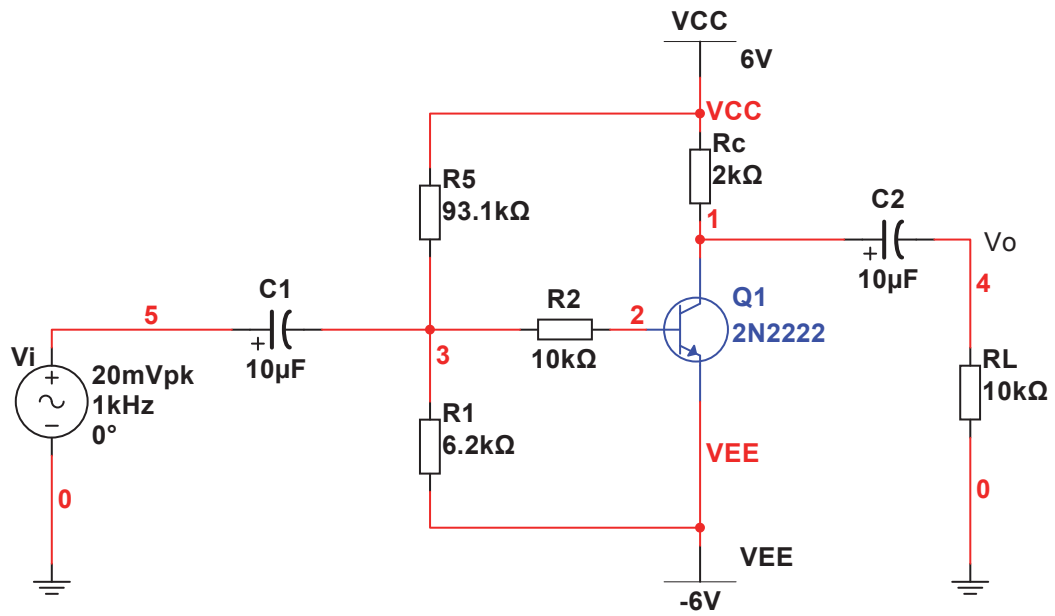 VCC
6V
VCC
Rc
2kΩ
R5
93.1kΩ
1
C2
+
10µF
Vo
4
C1
5
+
10µF
R2
10kΩ
2
3
Q1
2N2222
Vi
+
20mVpk
1kHz
0°
R1
6.2kΩ
RL
10kΩ
VEE
0
0
VEE
-6V